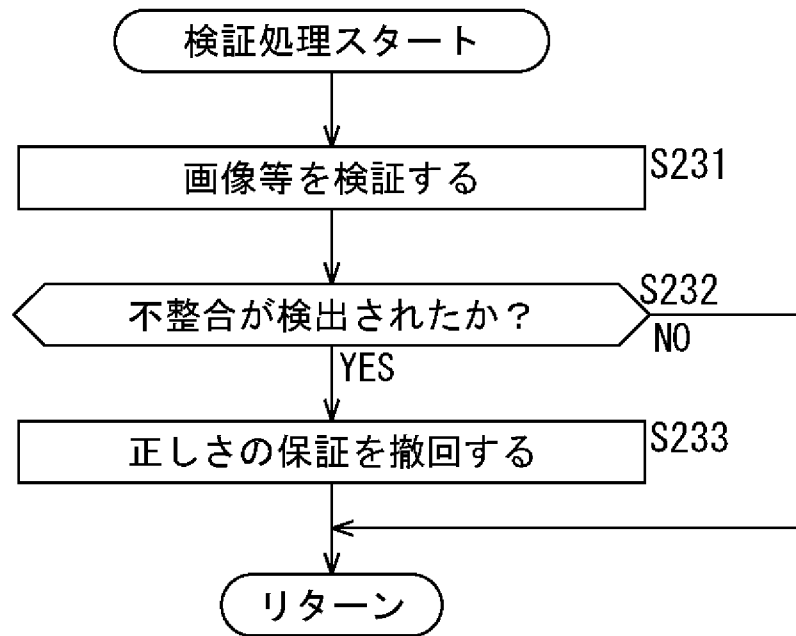 検証処理スタート
画像等を検証する
S231
不整合が検出されたか？
S232
NO
YES
正しさの保証を撤回する
S233
リターン